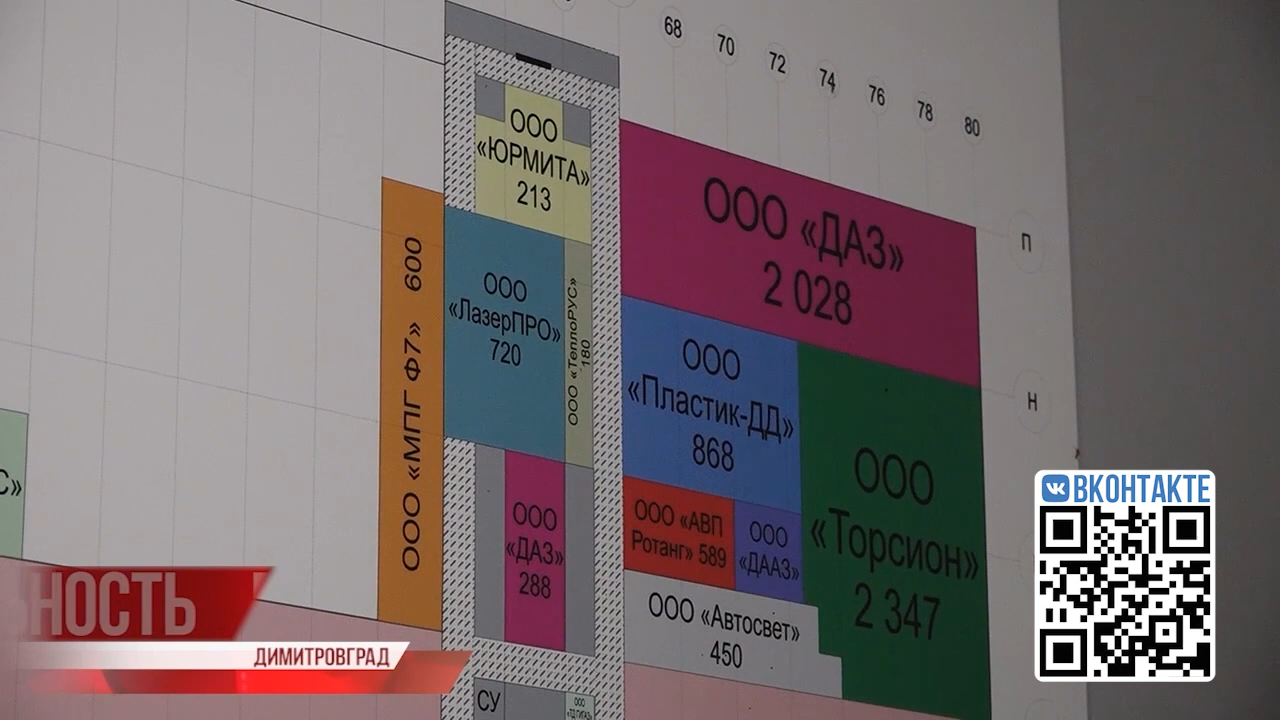 68 70 72 74 76 78 80
ООО
«ЮРМИТА»
213
ООО «ДАЗ»
2 028
П
ООО «МПГ Ф7» 600
ООО
«ЛазерПРО»
720
ООО «ТеплоРУС»
180
ООО
«Пластик-ДД»
868
Н
ООО
«Торсион»
2 347
С»
ООО
«ДАЗ»
288
ООО «АВП
Ротанг» 589
ООО
«ДААЗ»
ООО «Автосвет»
450
СУ
ВКОНТАКТЕ
НОСТЬ
ДИМИТРОВГРАД